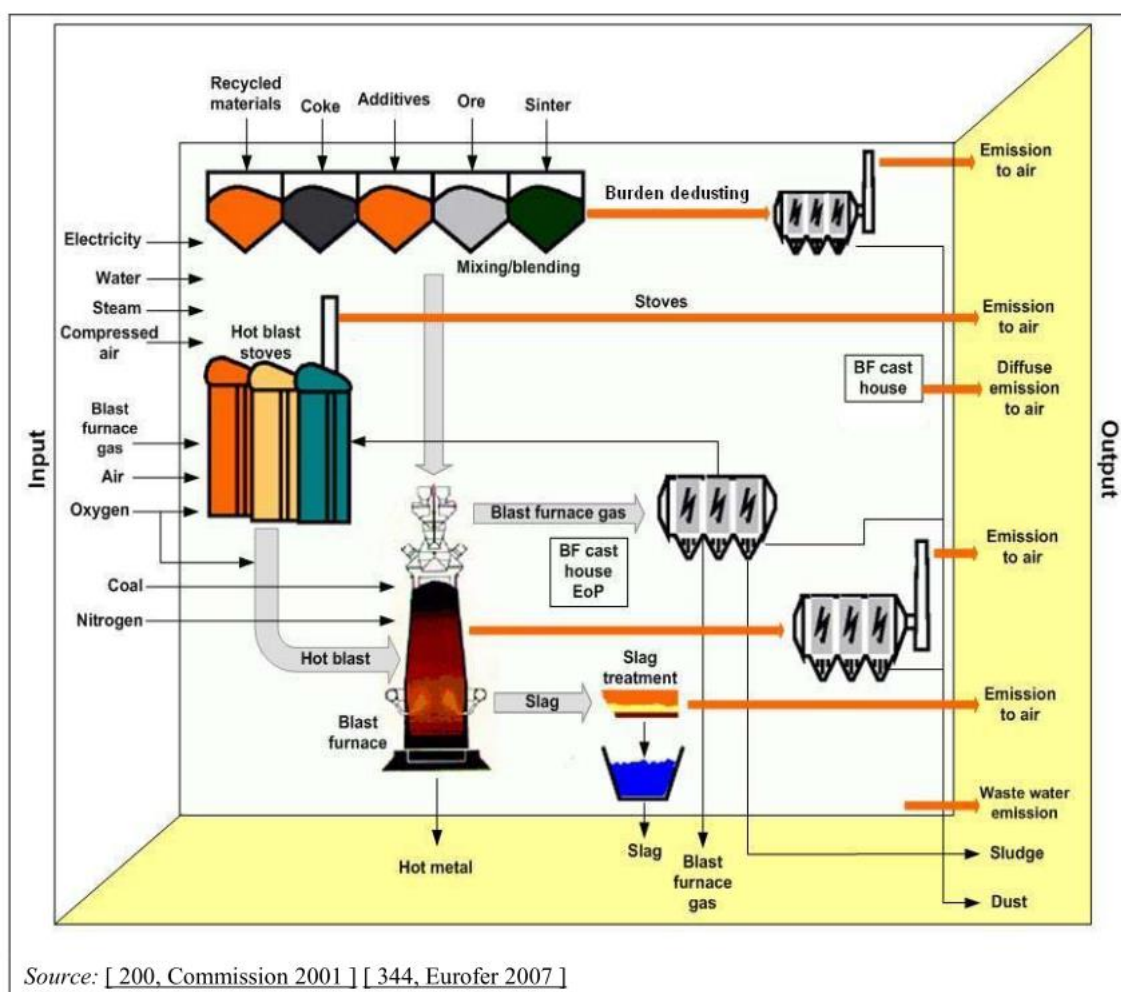 Recycled
materials
Coke
Additives
Ore
Sinter
Emission
to air
Burden dedusting
Electricity
Mixing/blending
Water
Steam
Stoves
Emission
to air
Compressed
air
Hot blast
stoves
BF cast
house
Diffuse
emission
to air
Blast
furnace
gas
Input
Output
Air
Oxygen
Blast furnace gas
BF cast
house
EoP
Emission
to air
Coal
Nitrogen
Hot blast
Slag
treatment
Slag
Emission
to air
Blast
furnace
Waste water
emission
Hot metal
Slag
Blast
furnace
gas
Sludge
Dust
Source: [ 200, Commission 2001 ] [ 344, Eurofer 2007 ]